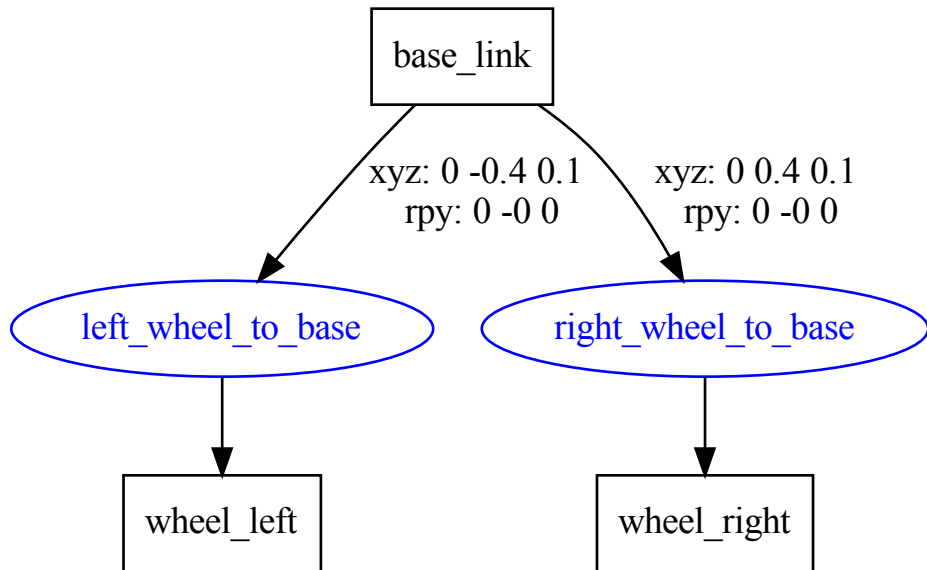 base_link
xyz: 0 -0.4 0.1
rpy: 0 -0 0
xyz: 0 0.4 0.1
rpy: 0 -0 0
left_wheel_to_base
right_wheel_to_base
wheel_left
wheel_right